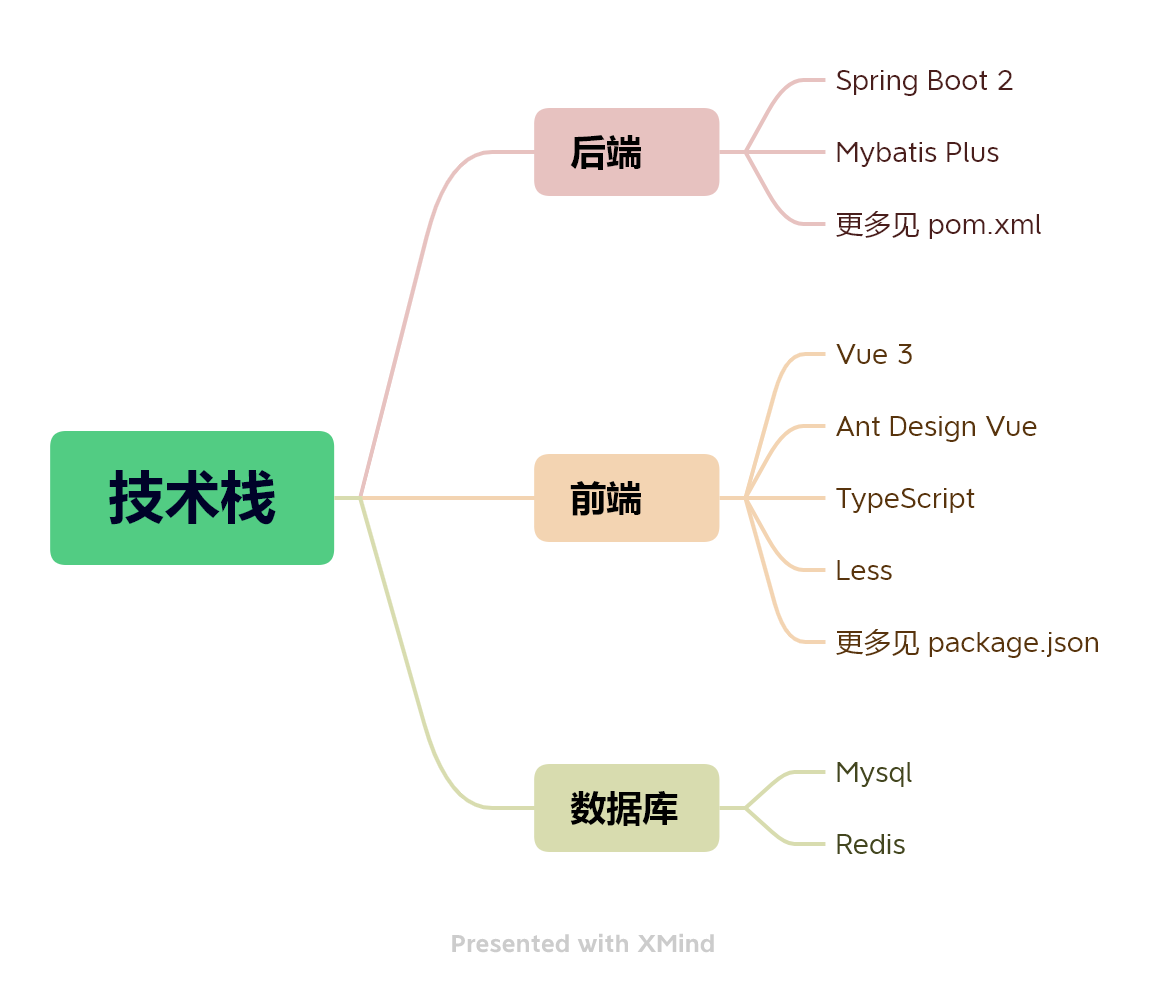 技术栈
后端
Spring Boot 2
Mybatis Plus
更多见 pom.xml
前端
Vue 3
Ant Design Vue
TypeScript
Less
更多见 package.json
数据库
Mysql
Redis
Presented with XMind